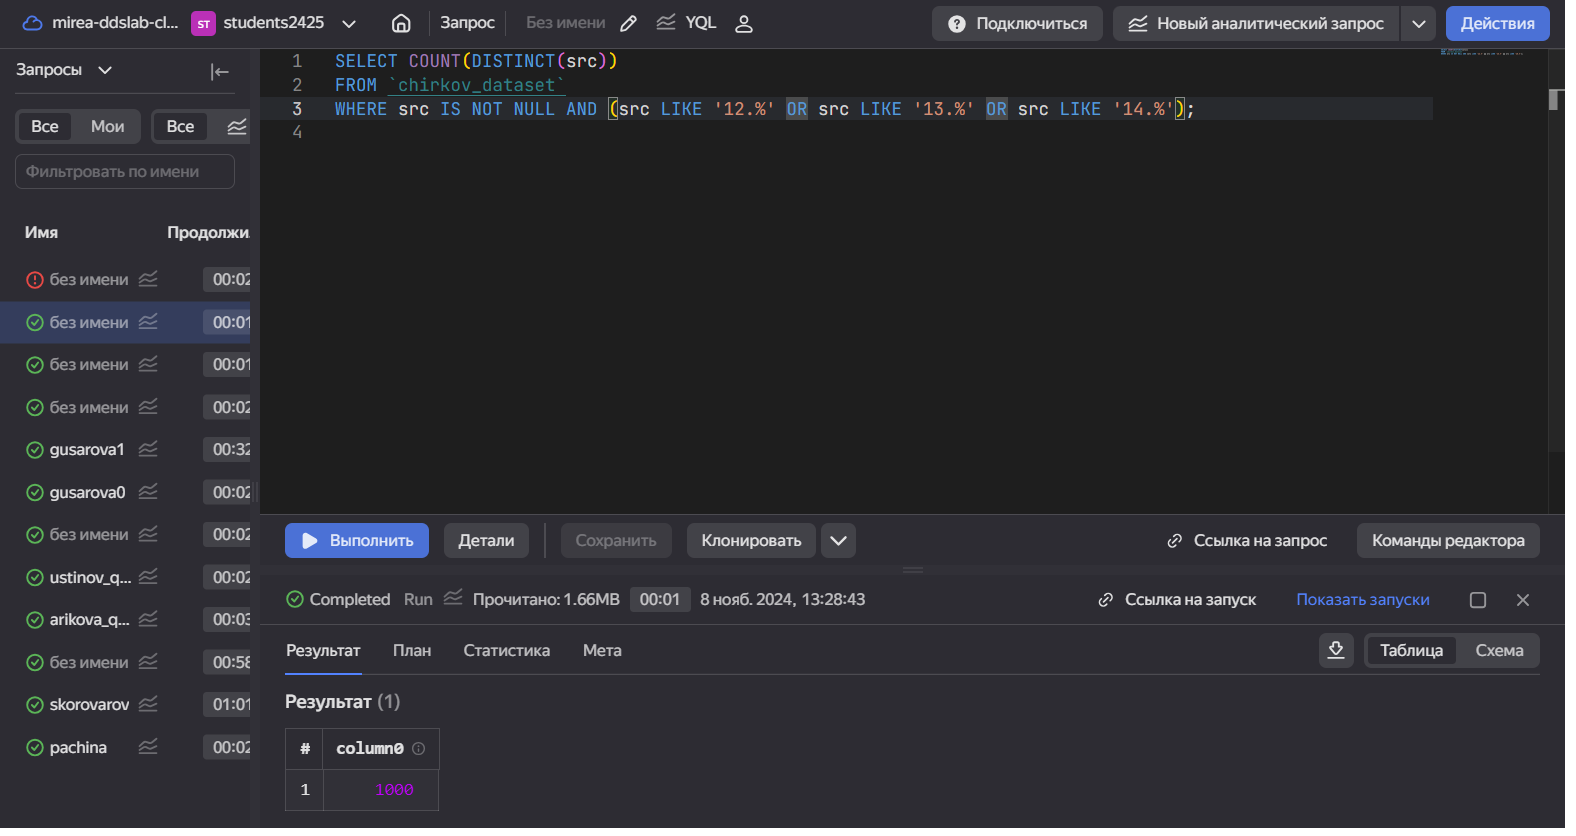 mirea-ddslab-cl... ST students2425 Запрос Без имени YQL Подключиться Новый аналитический запрос Действия
Запросы
Все Мои Все
Фильтровать по имени
Имя Продолжи
без имени 00:02
без имени 00:01
без имени 00:01
без имени 00:02
gusarova1 00:32
gusarova0 00:02
без имени 00:02
ustinov_q... 00:02
arikova_q... 00:03
без имени 00:58
skorovarov 01:01
pachina 00:02
1 SELECT COUNT(DISTINCT(src))
2 FROM `chirkov_dataset`
3 WHERE src IS NOT NULL AND (src LIKE '12.%' OR src LIKE '13.%' OR src LIKE '14.%');
4
Выполнить Детали Сохранить Клонировать Ссылка на запрос Команды редактора
Completed Run Прочитано: 1.66MB 00:01 8 нояб. 2024, 13:28:43 Ссылка на запуск Показать запуски
Результат План Статистика Мета Таблица Схема
Результат (1)
# column0
1 1000